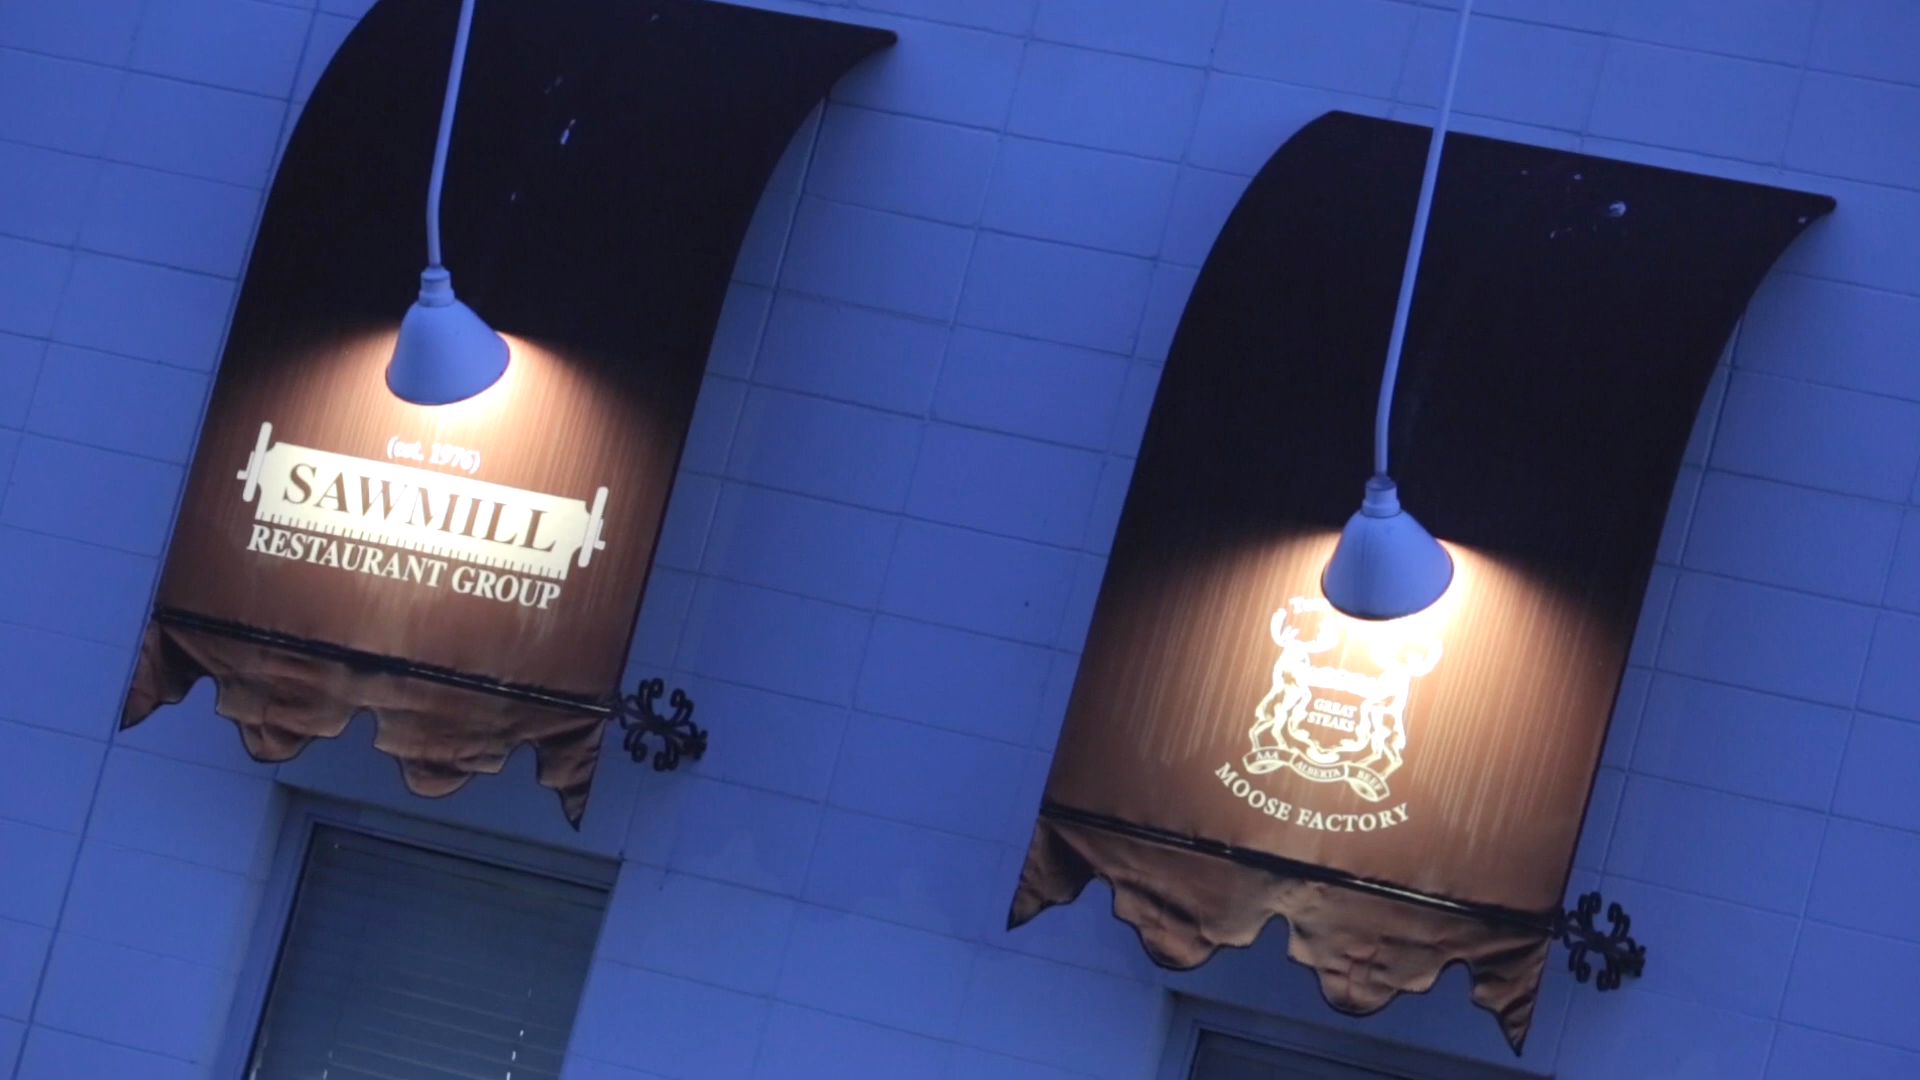 (est. 1976)
SAWMILL
RESTAURANT GROUP
GREAT
STEAKS
AAA ALBERTA BEEF
MOOSE FACTORY